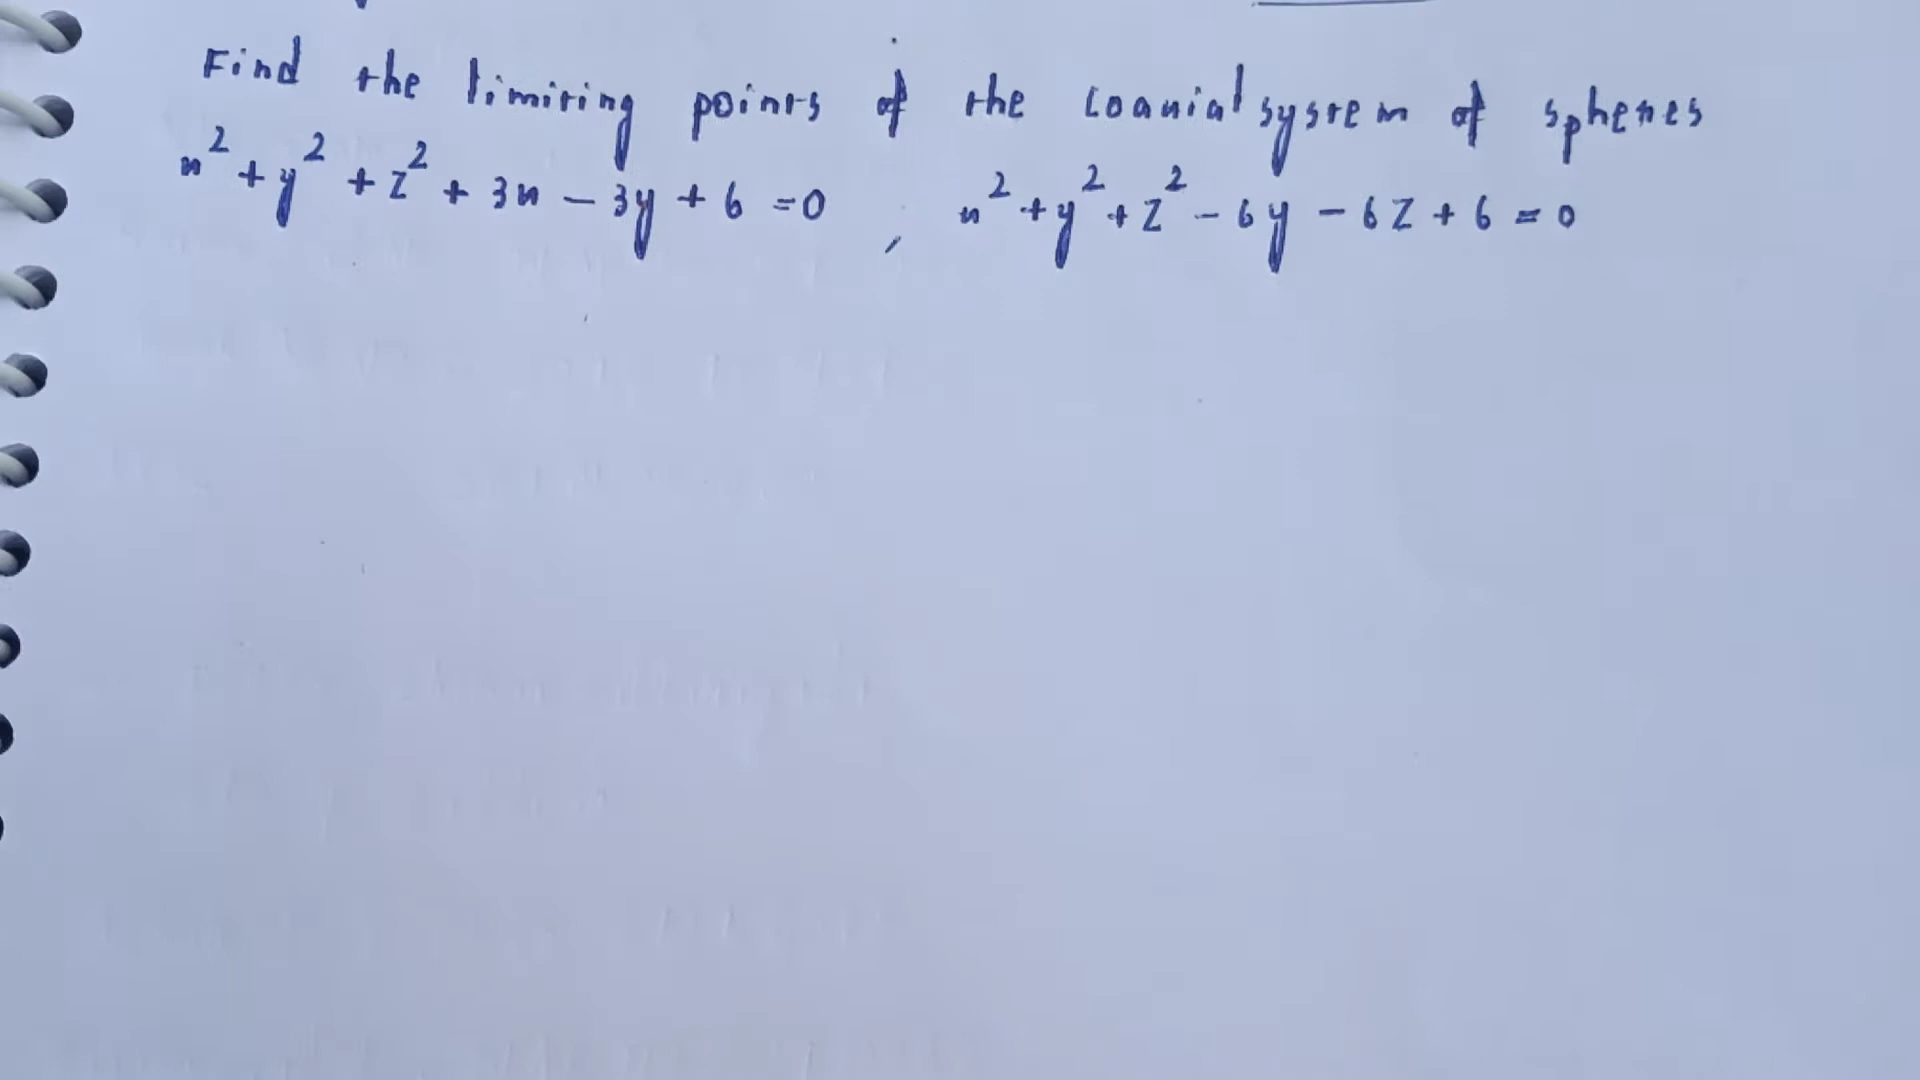 Find the limiting points of the coaxial system of spheres
x² + y² + z² + 3x - 3y + 6 = 0 , x² + y² + z² - 6y - 6z + 6 = 0